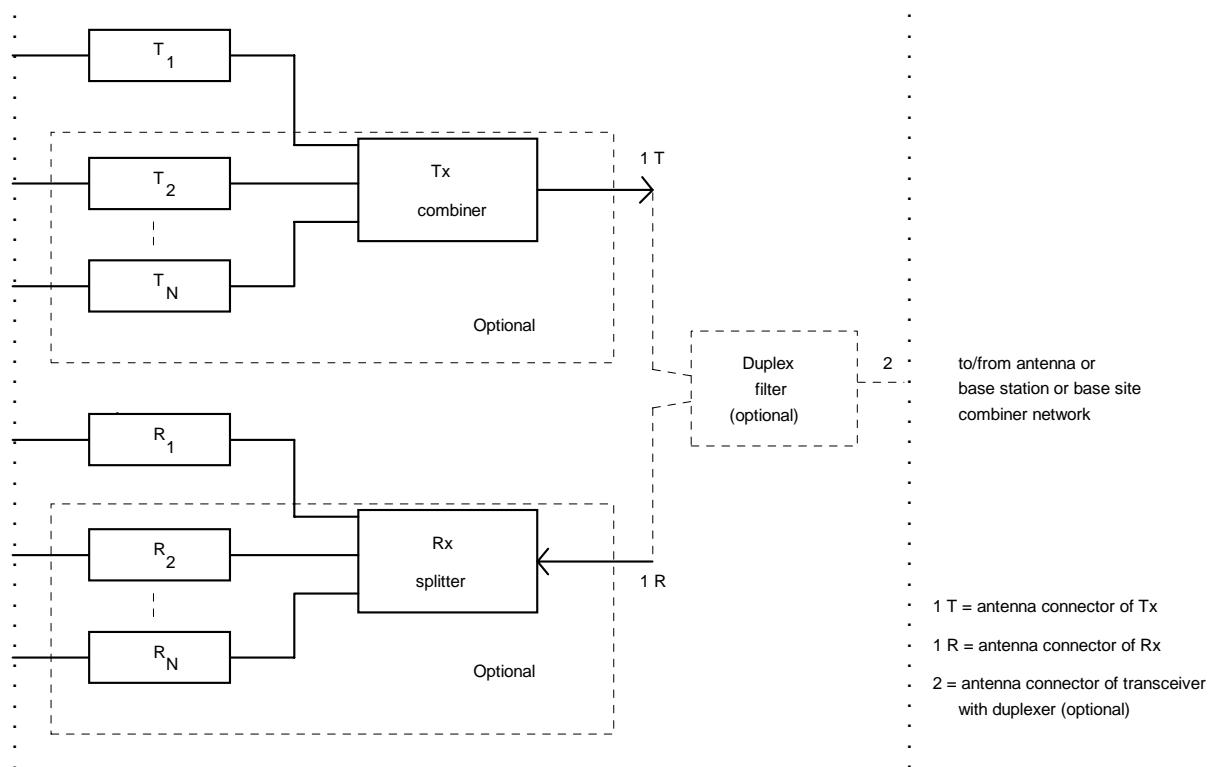 T1
T2
Tx
combiner
TN
Optional
1 T
Duplex
filter
(optional)
2
to/from antenna or
base station or base site
combiner network
R1
R2
Rx
splitter
RN
Optional
1 R
1 T = antenna connector of Tx
1 R = antenna connector of Rx
2 = antenna connector of transceiver
with duplexer (optional)